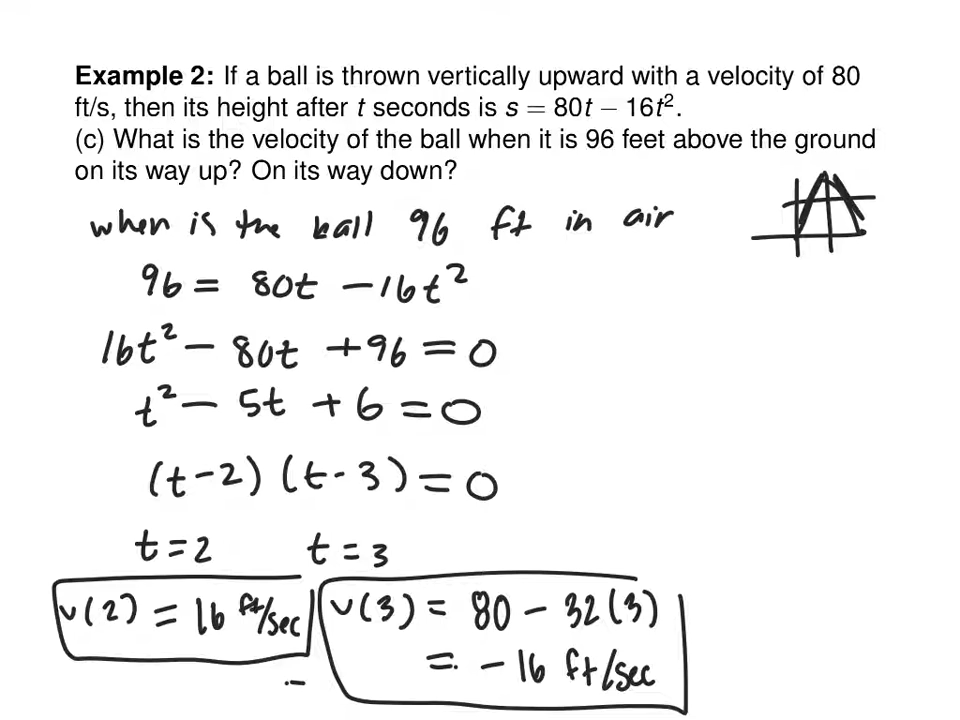 Example 2: If a ball is thrown vertically upward with a velocity of 80
ft/s, then its height after t seconds is s = 80t − 16t².
(c) What is the velocity of the ball when it is 96 feet above the ground
on its way up? On its way down?
when is the ball 96 ft in air
96 = 80t − 16t²
16t² − 80t + 96 = 0
t² − 5t + 6 = 0
(t − 2) (t − 3) = 0
t = 2 t = 3
v(2) = 16 ft/sec v(3) = 80 − 32(3)
= − 16 ft/sec